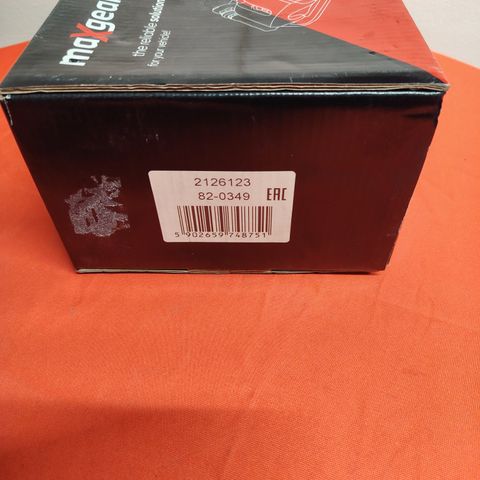 maxgear
the reliable solution
for your vehicle!
2126123
82-0349
EAC
5 902659 748751